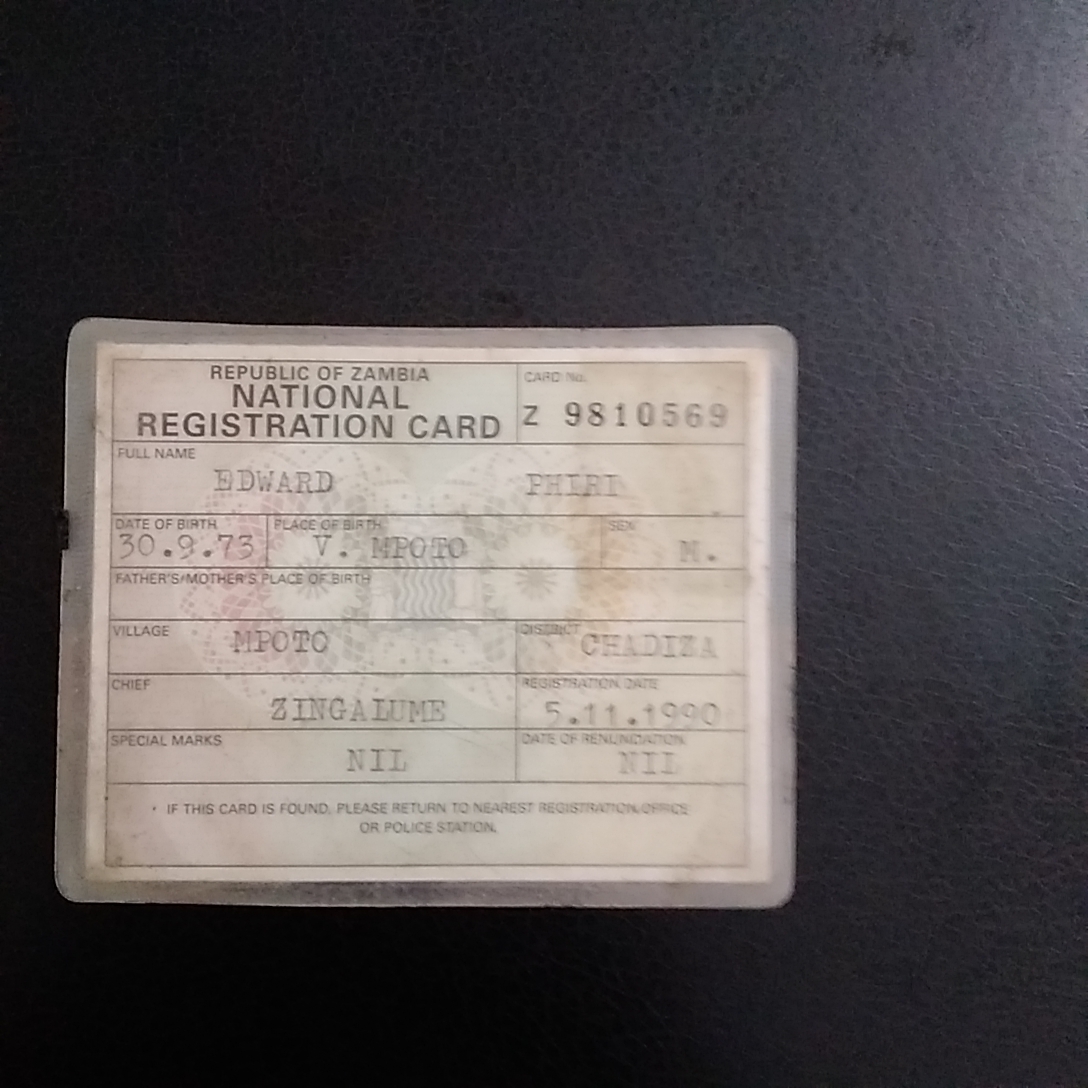 REPUBLIC OF ZAMBIA
NATIONAL
REGISTRATION CARD
CARD No.
Z 9810569
FULL NAME
EDWARD PHIRI
DATE OF BIRTH PLACE OF BIRTH SEX
30.9.73 V. MPOTO M.
FATHER'S/MOTHER'S PLACE OF BIRTH
VILLAGE DISTRICT
MPOTO CHADIZA
CHIEF REGISTRATION DATE
ZINGALUME 5.11.1990
SPECIAL MARKS DATE OF RENUNCIATION
NIL NIL
* IF THIS CARD IS FOUND, PLEASE RETURN TO NEAREST REGISTRATION OFFICE
OR POLICE STATION.